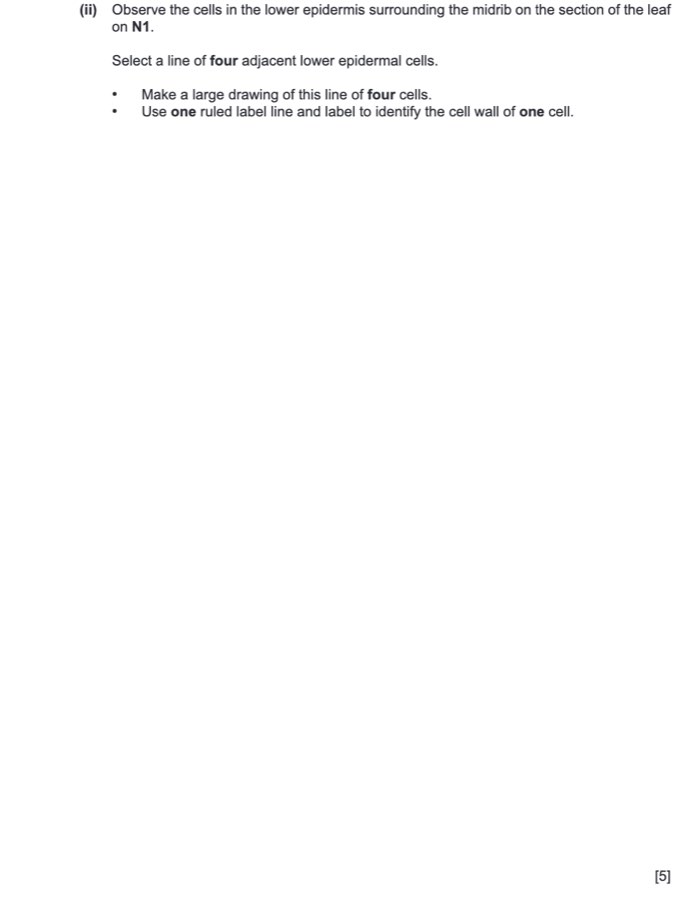 (ii) Observe the cells in the lower epidermis surrounding the midrib on the section of the leaf
on N1.
Select a line of four adjacent lower epidermal cells.
• Make a large drawing of this line of four cells.
• Use one ruled label line and label to identify the cell wall of one cell.
[5]